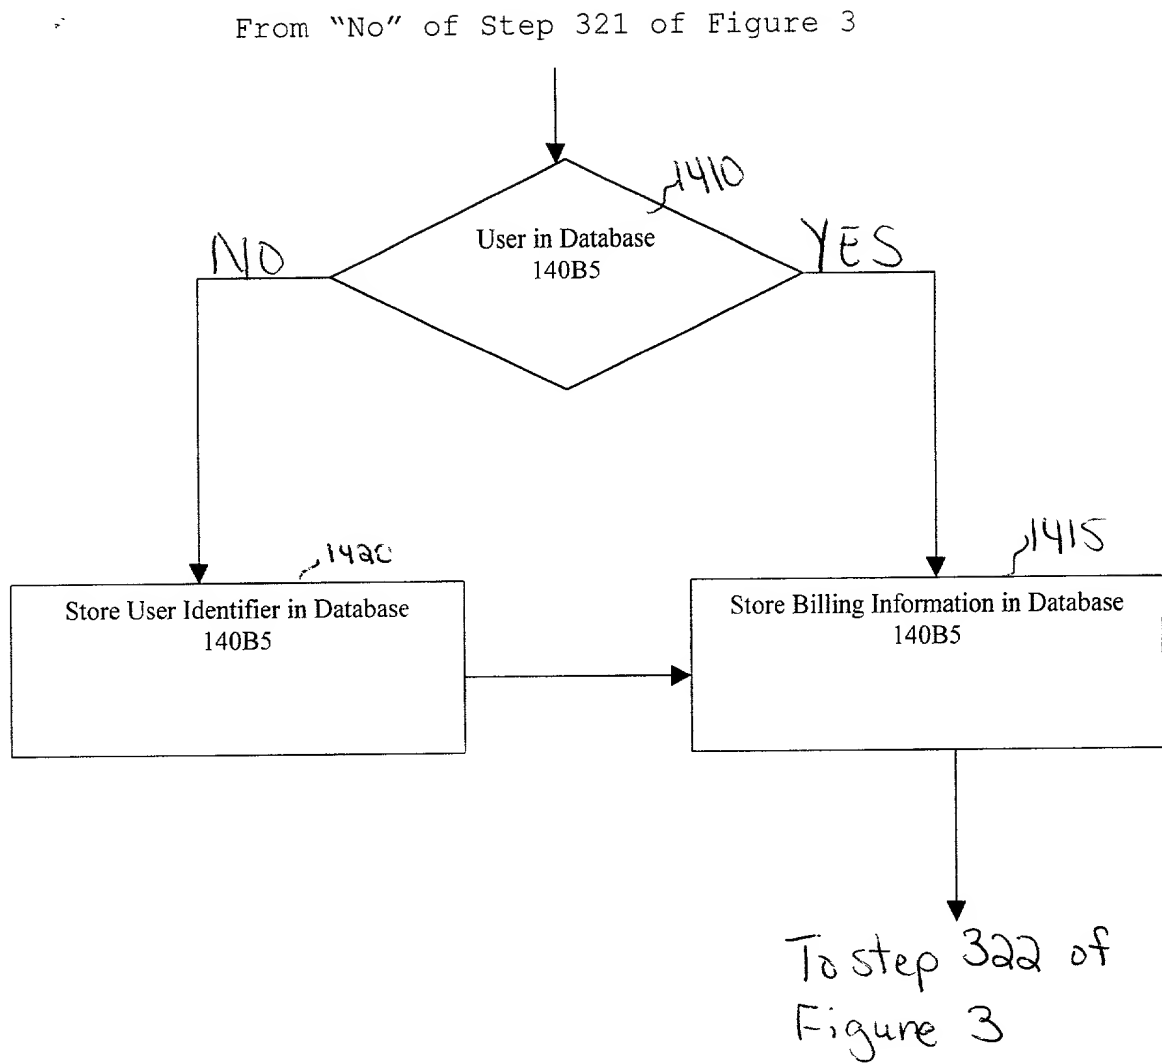 From “No” of Step 321 of Figure 3
1410
User in Database
140B5
NO
YES
1420
Store User Identifier in Database
140B5
1415
Store Billing Information in Database
140B5
To step 322 of
Figure 3